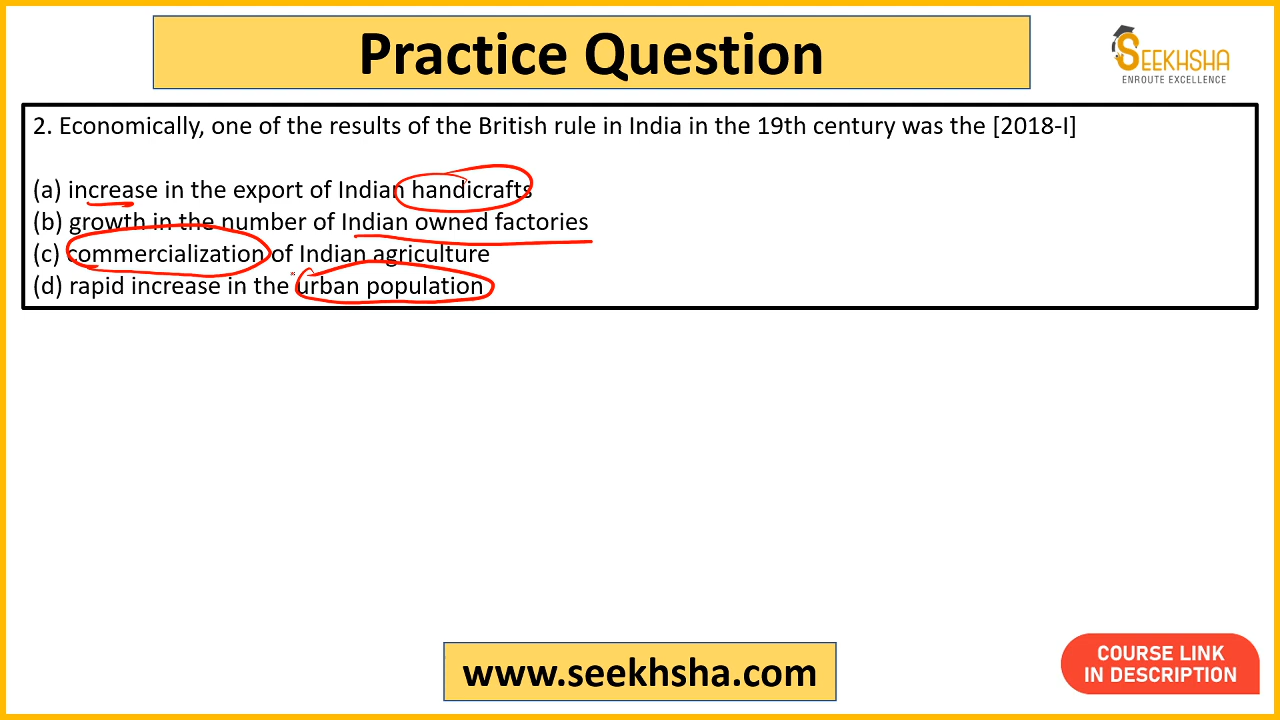 Practice Question
SEEKHSHA
ENROUTE EXCELLENCE
2. Economically, one of the results of the British rule in India in the 19th century was the [2018-I]
(a) increase in the export of Indian handicrafts
(b) growth in the number of Indian owned factories
(c) commercialization of Indian agriculture
(d) rapid increase in the urban population
www.seekhsha.com
COURSE LINK
IN DESCRIPTION